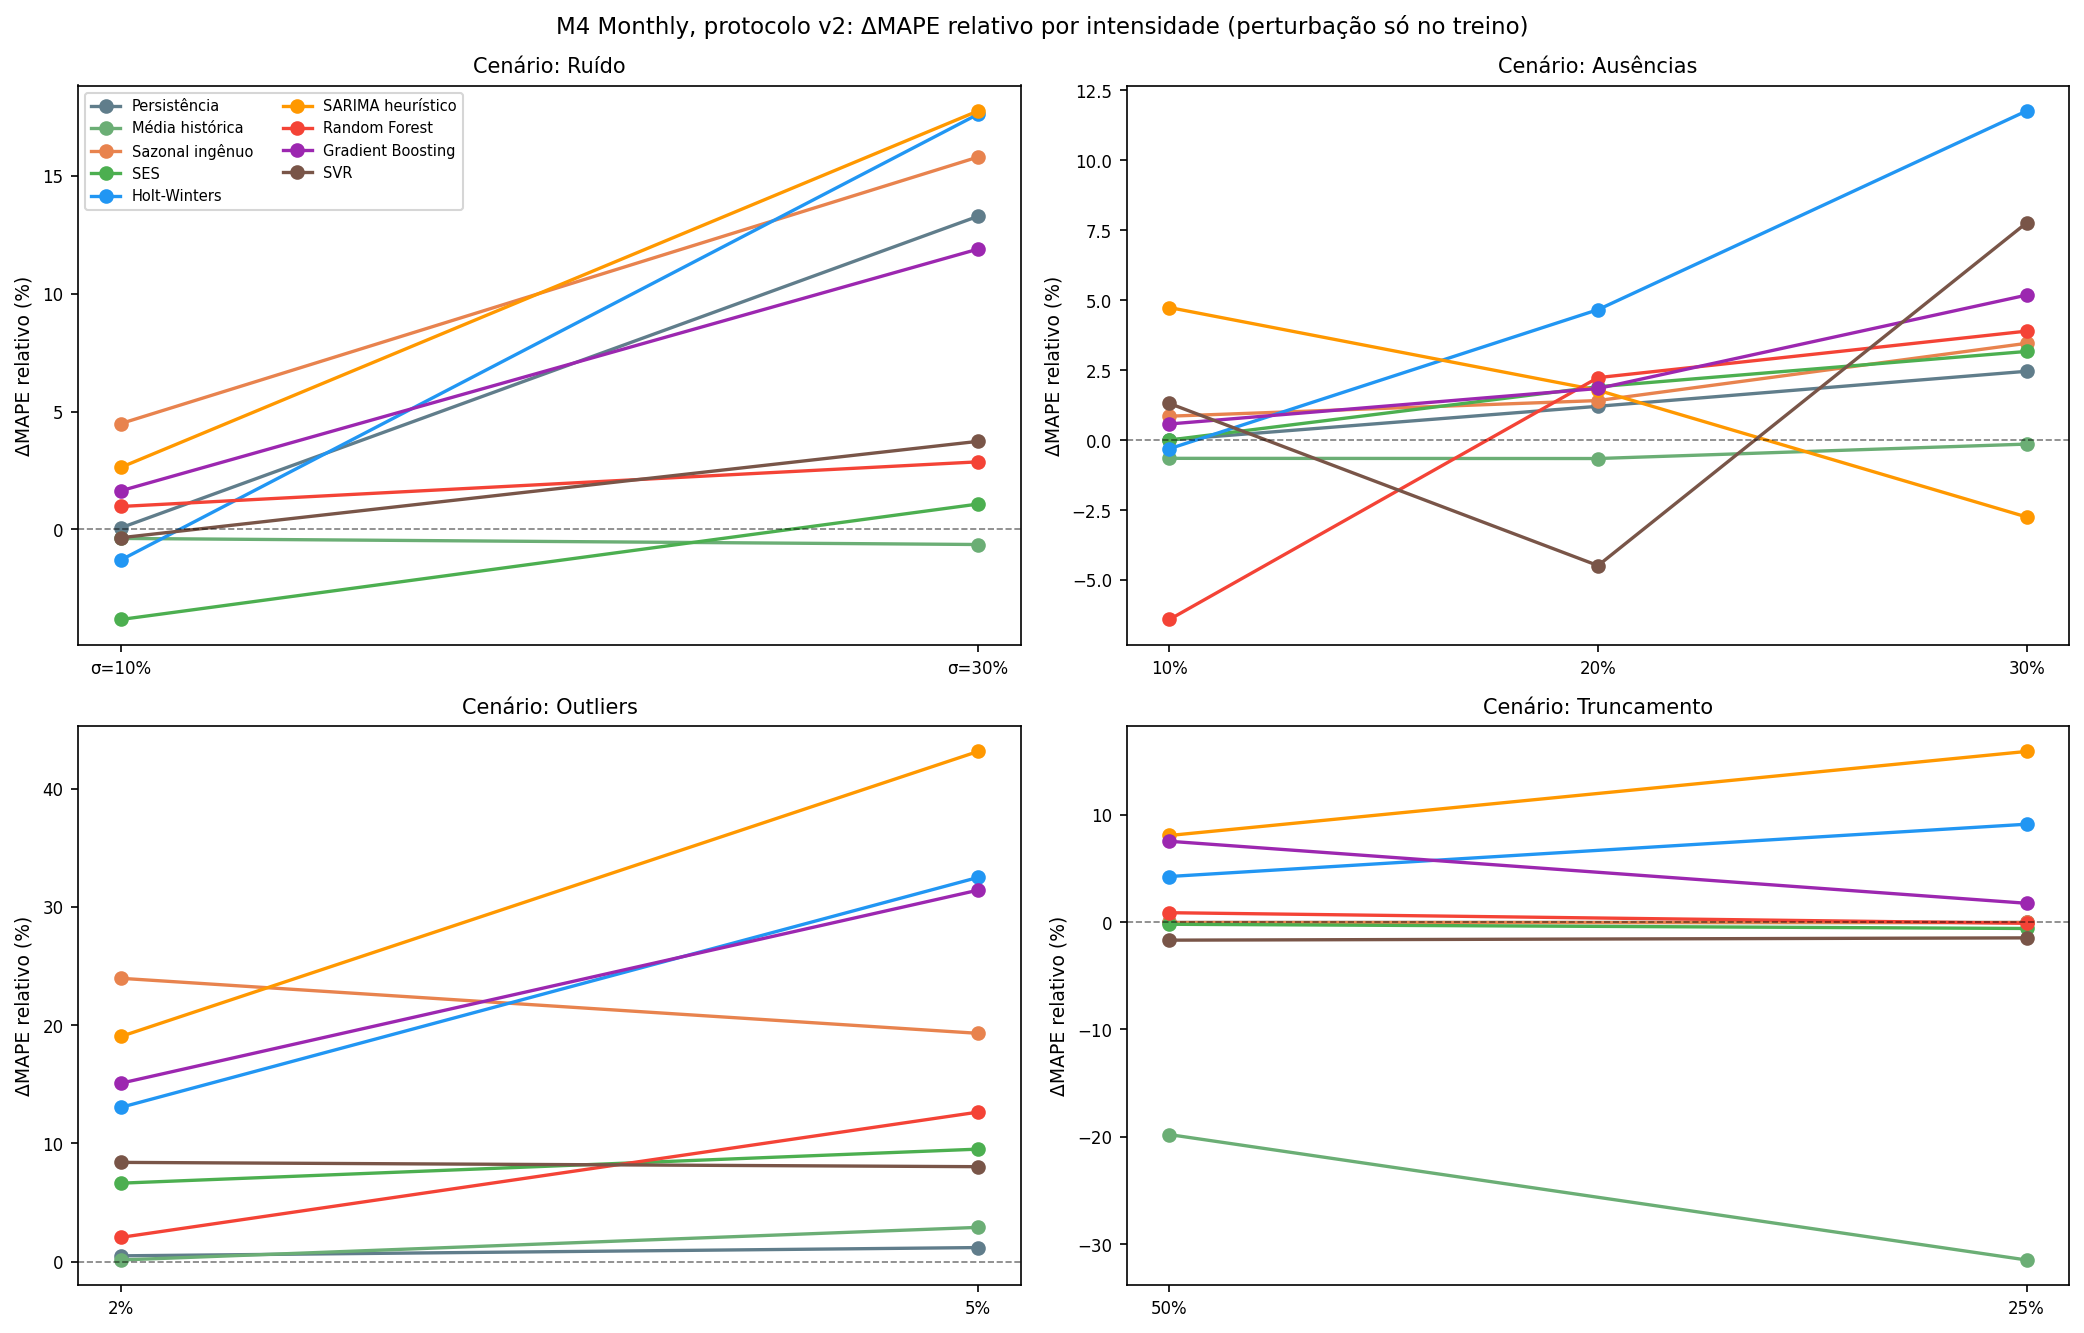 M4 Monthly, protocolo v2: ΔMAPE relativo por intensidade (perturbação só no treino)
Cenário: Ruído
ΔMAPE relativo (%)
15
10
5
0
Persistência
Média histórica
Sazonal ingênuo
SES
Holt-Winters
SARIMA heurístico
Random Forest
Gradient Boosting
SVR
σ=10%
σ=30%
Cenário: Ausências
ΔMAPE relativo (%)
12.5
10.0
7.5
5.0
2.5
0.0
−2.5
−5.0
10%
20%
30%
Cenário: Outliers
ΔMAPE relativo (%)
40
30
20
10
0
2%
5%
Cenário: Truncamento
ΔMAPE relativo (%)
10
0
−10
−20
−30
50%
25%